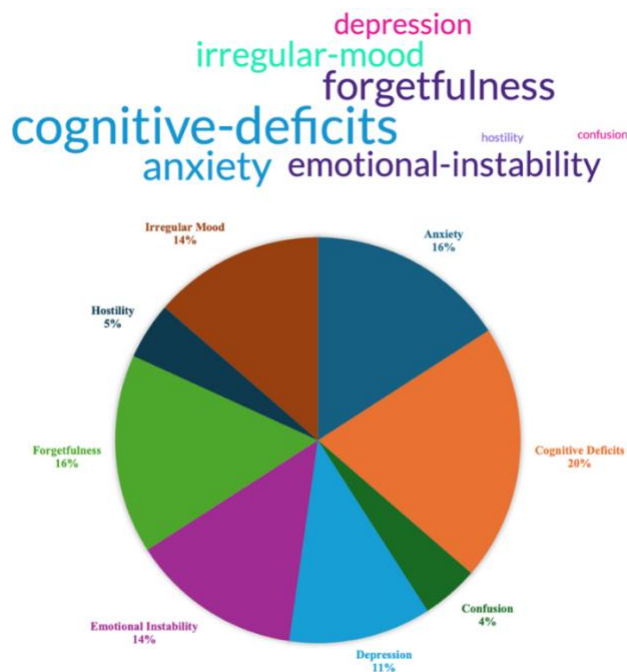 depression
irregular-mood
forgetfulness
cognitive-deficits
hostility
confusion
anxiety
emotional-instability
Irregular Mood
14%
Anxiety
16%
Hostility
5%
Forgetfulness
16%
Cognitive Deficits
20%
Confusion
4%
Emotional Instability
14%
Depression
11%